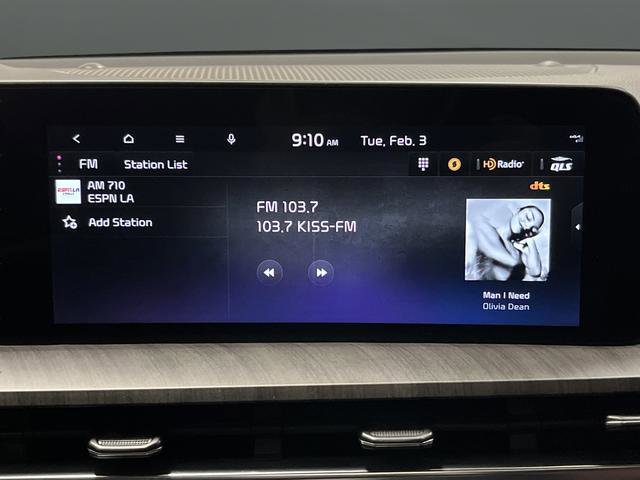 9:10 AM Tue, Feb. 3
FM Station List HD Radio QLS
AM 710
ESPN LA
Add Station
FM 103.7
103.7 KISS-FM
dts
Man I Need
Olivia Dean